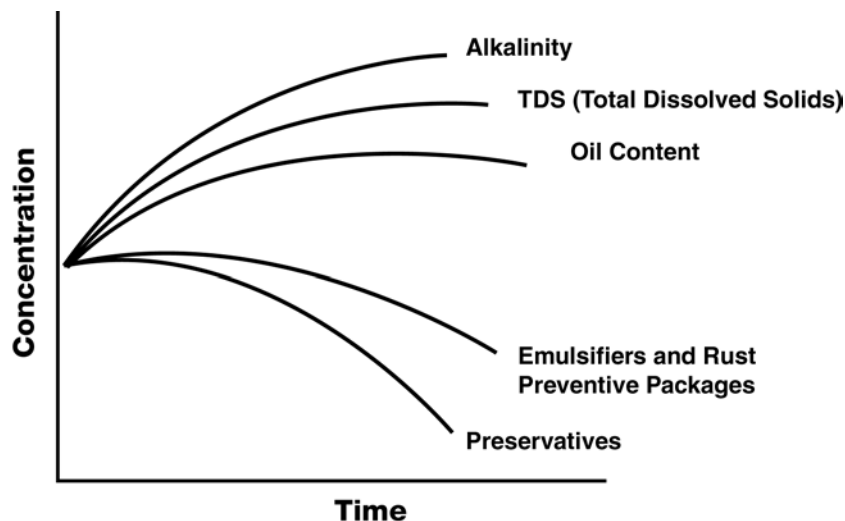 Alkalinity
TDS (Total Dissolved Solids)
Oil Content
Concentration
Emulsifiers and Rust
Preventive Packages
Preservatives
Time